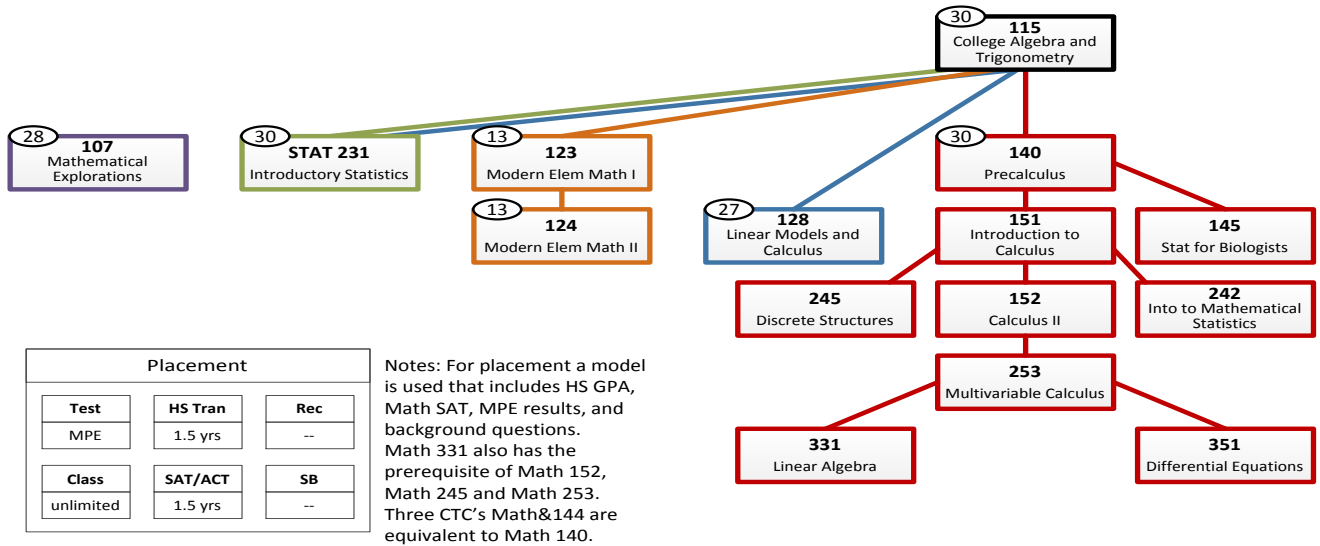 30
115
College Algebra and
Trigonometry
28
107
Mathematical
Explorations
30
STAT 231
Introductory Statistics
13
123
Modern Elem Math I
30
140
Precalculus
13
124
Modern Elem Math II
27
128
Linear Models and
Calculus
151
Introduction to
Calculus
145
Stat for Biologists
245
Discrete Structures
152
Calculus II
242
Into to Mathematical
Statistics
253
Multivariable Calculus
331
Linear Algebra
351
Differential Equations
Placement
Test
MPE
HS Tran
1.5 yrs
Rec
--
Class
unlimited
SAT/ACT
1.5 yrs
SB
--
Notes: For placement a model
is used that includes HS GPA,
Math SAT, MPE results, and
background questions.
Math 331 also has the
prerequisite of Math 152,
Math 245 and Math 253.
Three CTC’s Math&144 are
equivalent to Math 140.